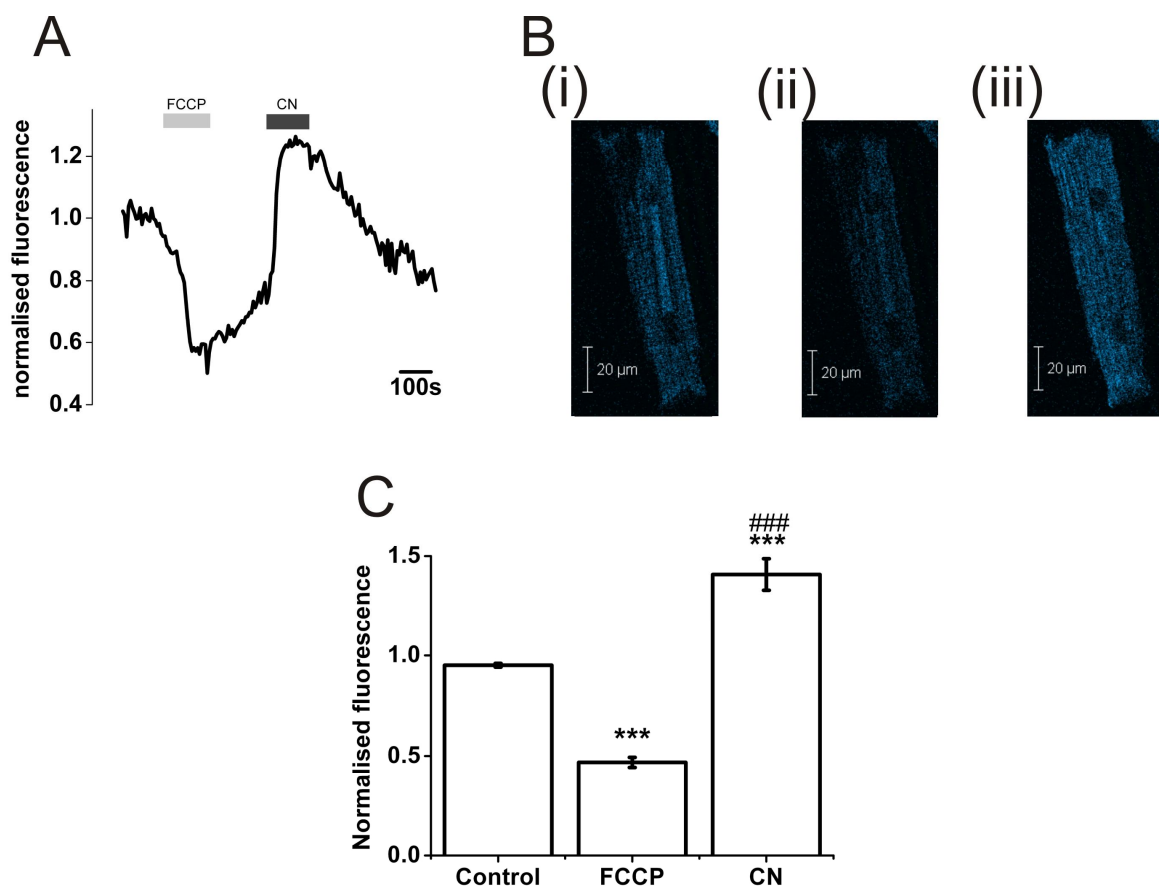 A
FCCP CN
1.2
1.0
0.8
0.6
0.4
normalised fluorescence
100s
B
(i) (ii) (iii)
20 µm 20 µm 20 µm
C
###
***
***
1.5
1.0
0.5
0.0
Normalised fluorescence
Control FCCP CN